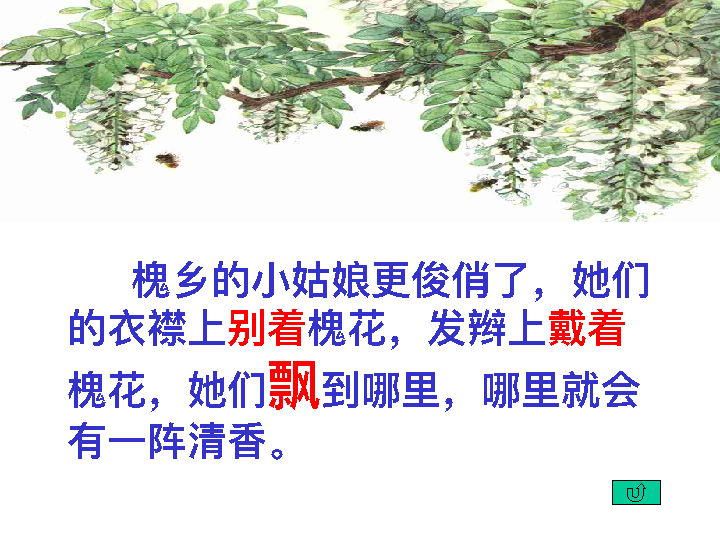 槐乡的小姑娘更俊俏了，她们
的衣襟上别着槐花，发辫上戴着
槐花，她们飘到哪里，哪里就会
有一阵清香。